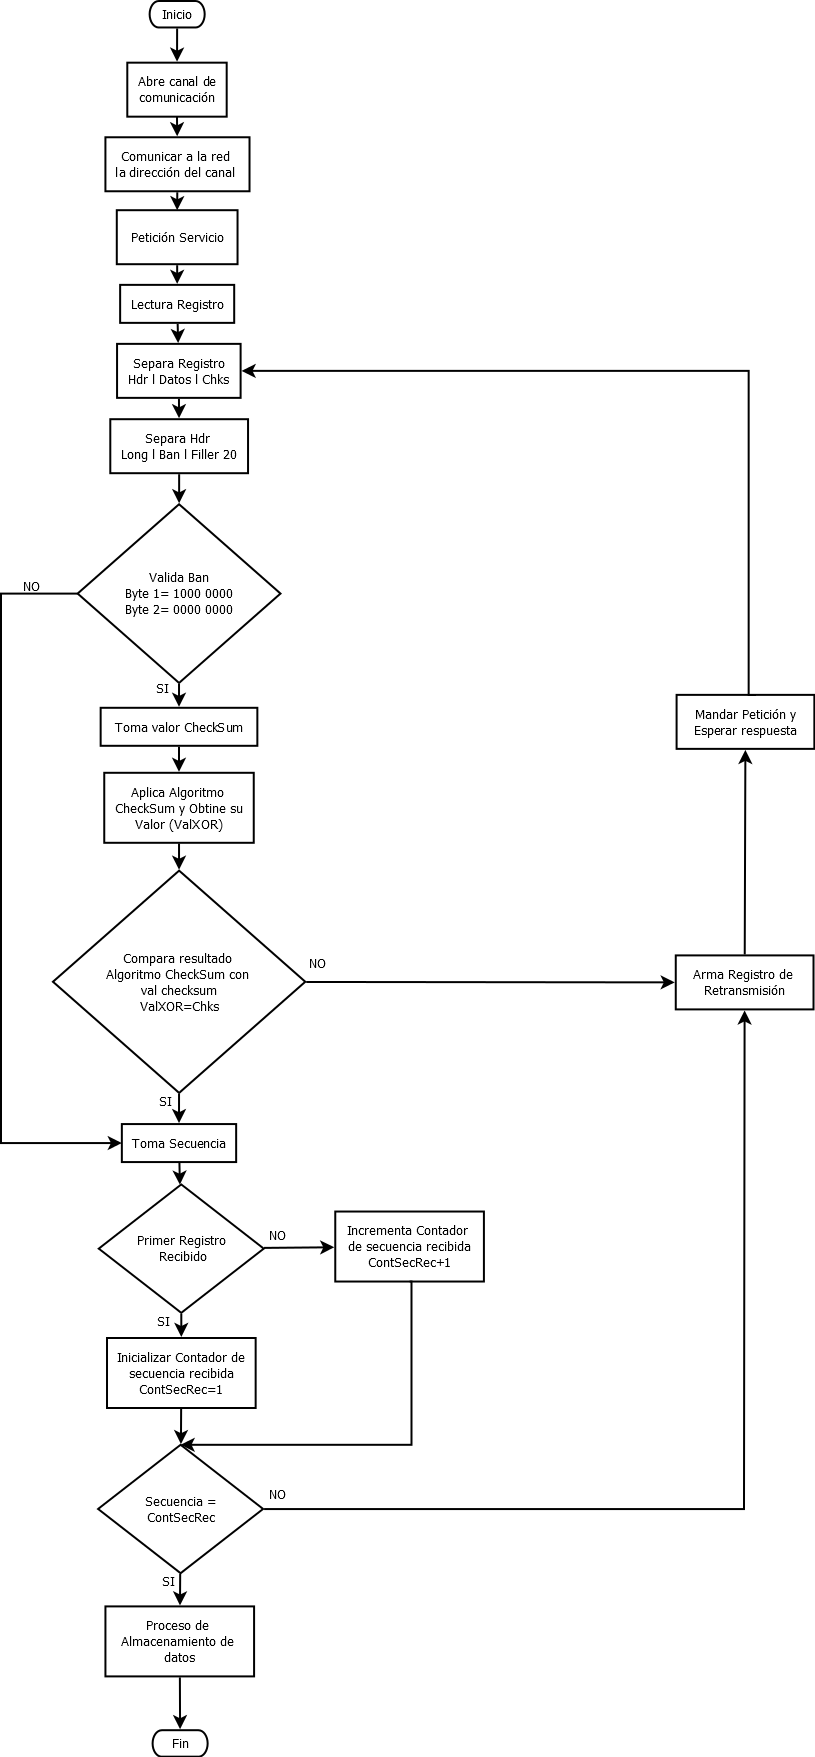 Inicio
Abre canal de
comunicación
Comunicar a la red
la dirección del canal
Petición Servicio
Lectura Registro
Separa Registro
Hdr l Datos l Chks
Separa Hdr
Long l Ban l Filler 20
Valida Ban
Byte 1= 1000 0000
Byte 2= 0000 0000
NO
SI
Toma valor CheckSum
Aplica Algoritmo
CheckSum y Obtine su
Valor (ValXOR)
Compara resultado
Algoritmo CheckSum con
val checksum
ValXOR=Chks
NO
SI
Mandar Petición y
Esperar respuesta
Arma Registro de
Retransmisión
Toma Secuencia
Primer Registro
Recibido
NO
Incrementa Contador
de secuencia recibida
ContSecRec+1
SI
Inicializar Contador de
secuencia recibida
ContSecRec=1
Secuencia =
ContSecRec
NO
SI
Proceso de
Almacenamiento de
datos
Fin